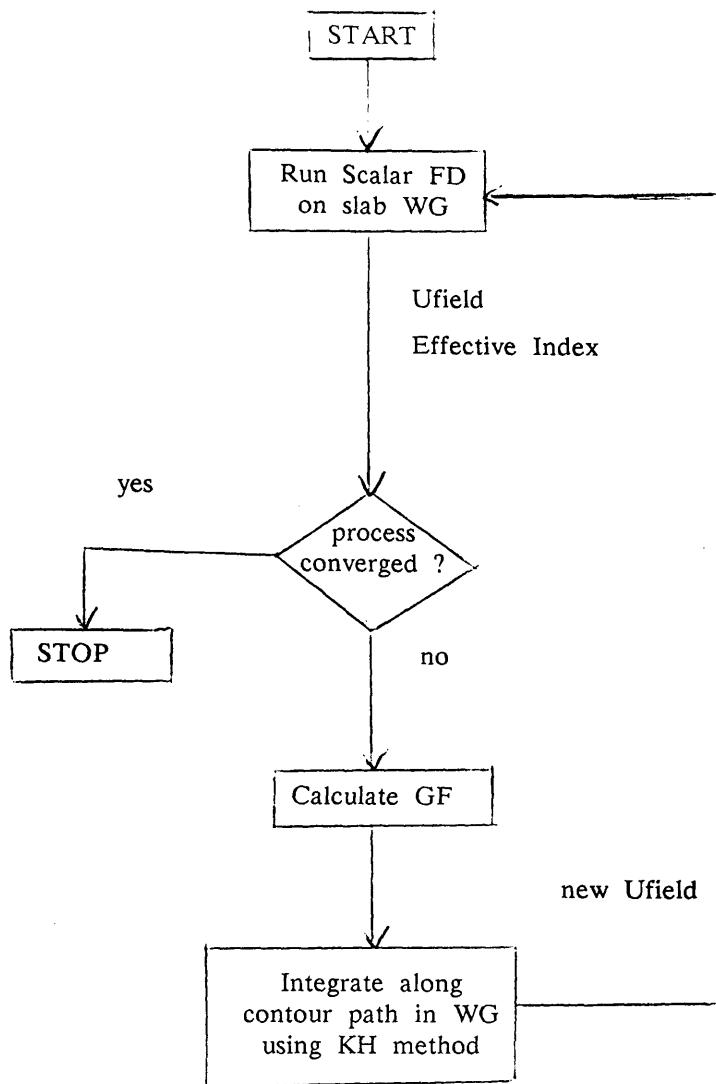 START
Run Scalar FD
on slab WG
Ufield
Effective Index
yes
process
converged ?
STOP
no
Calculate GF
new Ufield
Integrate along
contour path in WG
using KH method